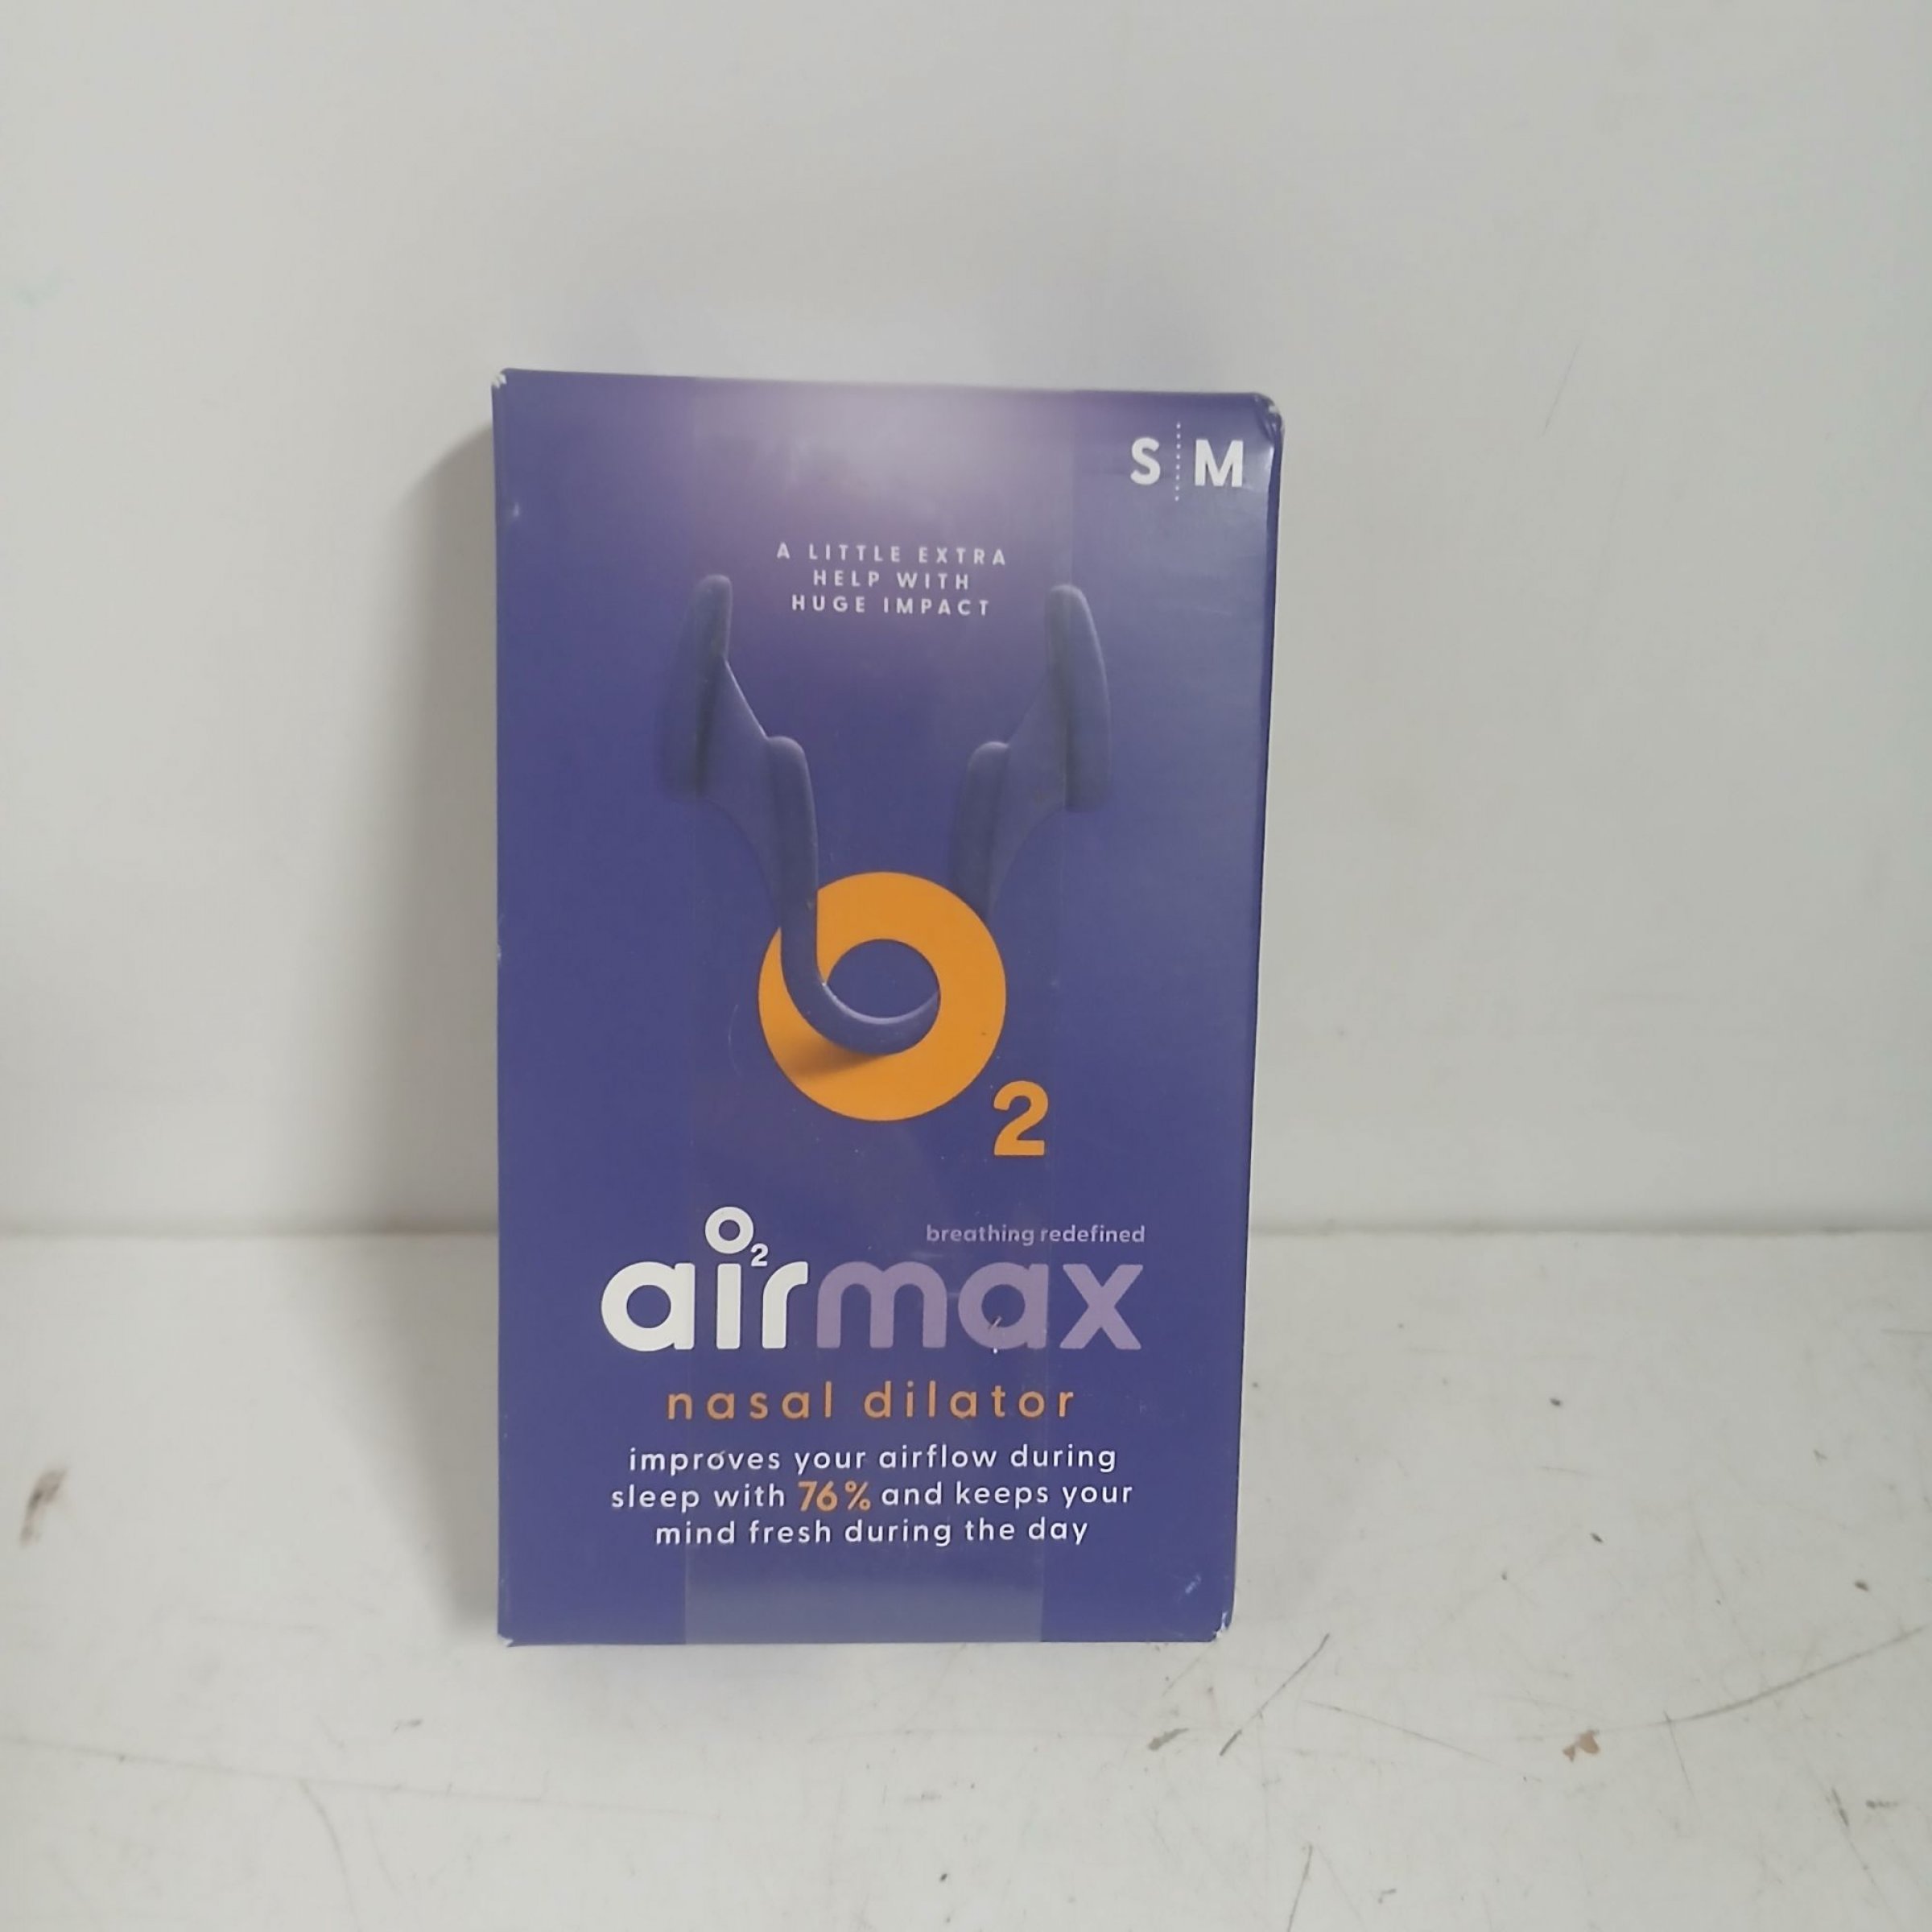 S M
A LITTLE EXTRA
HELP WITH
HUGE IMPACT
O2
breathing redefined
O2
airmax
nasal dilator
improves your airflow during
sleep with 76% and keeps your
mind fresh during the day